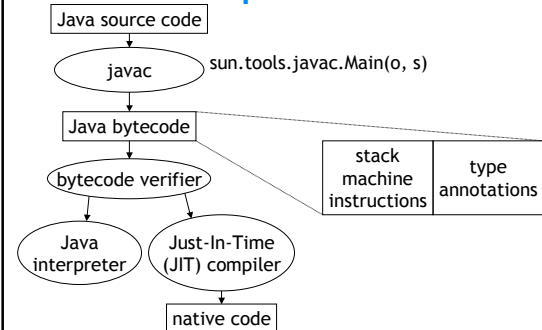 Java source code
javac
sun.tools.javac.Main(o, s)
Java bytecode
stack
machine
instructions
type
annotations
bytecode verifier
Java
interpreter
Just-In-Time
(JIT) compiler
native code